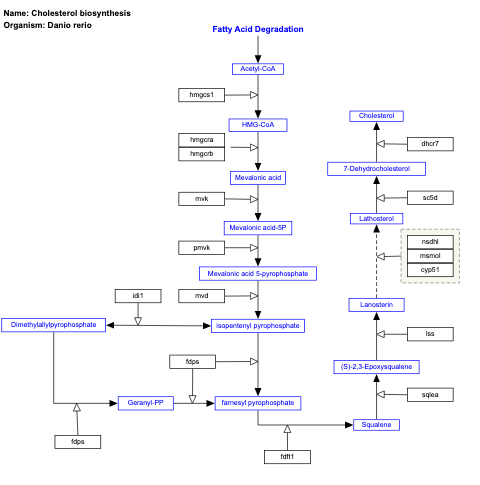 Name: Cholesterol biosynthesis
Organism: Danio rerio
Fatty Acid Degradation
Acetyl-CoA
hmgcs1
HMG-CoA
hmgcra
hmgcrb
Mevalonic acid
mvk
Mevalonic acid-5P
pmvk
Mevalonic acid 5-pyrophosphate
idi1
mvd
Dimethylallylpyrophosphate
isopentenyl pyrophosphate
fdps
Geranyl-PP
farnesyl pyrophosphate
fdps
fdft1
Cholesterol
dhcr7
7-Dehydrocholesterol
sc5d
Lathosterol
nsdhl
msmol
cyp51
Lanosterin
lss
(S)-2,3-Epoxysqualene
sqlea
Squalene